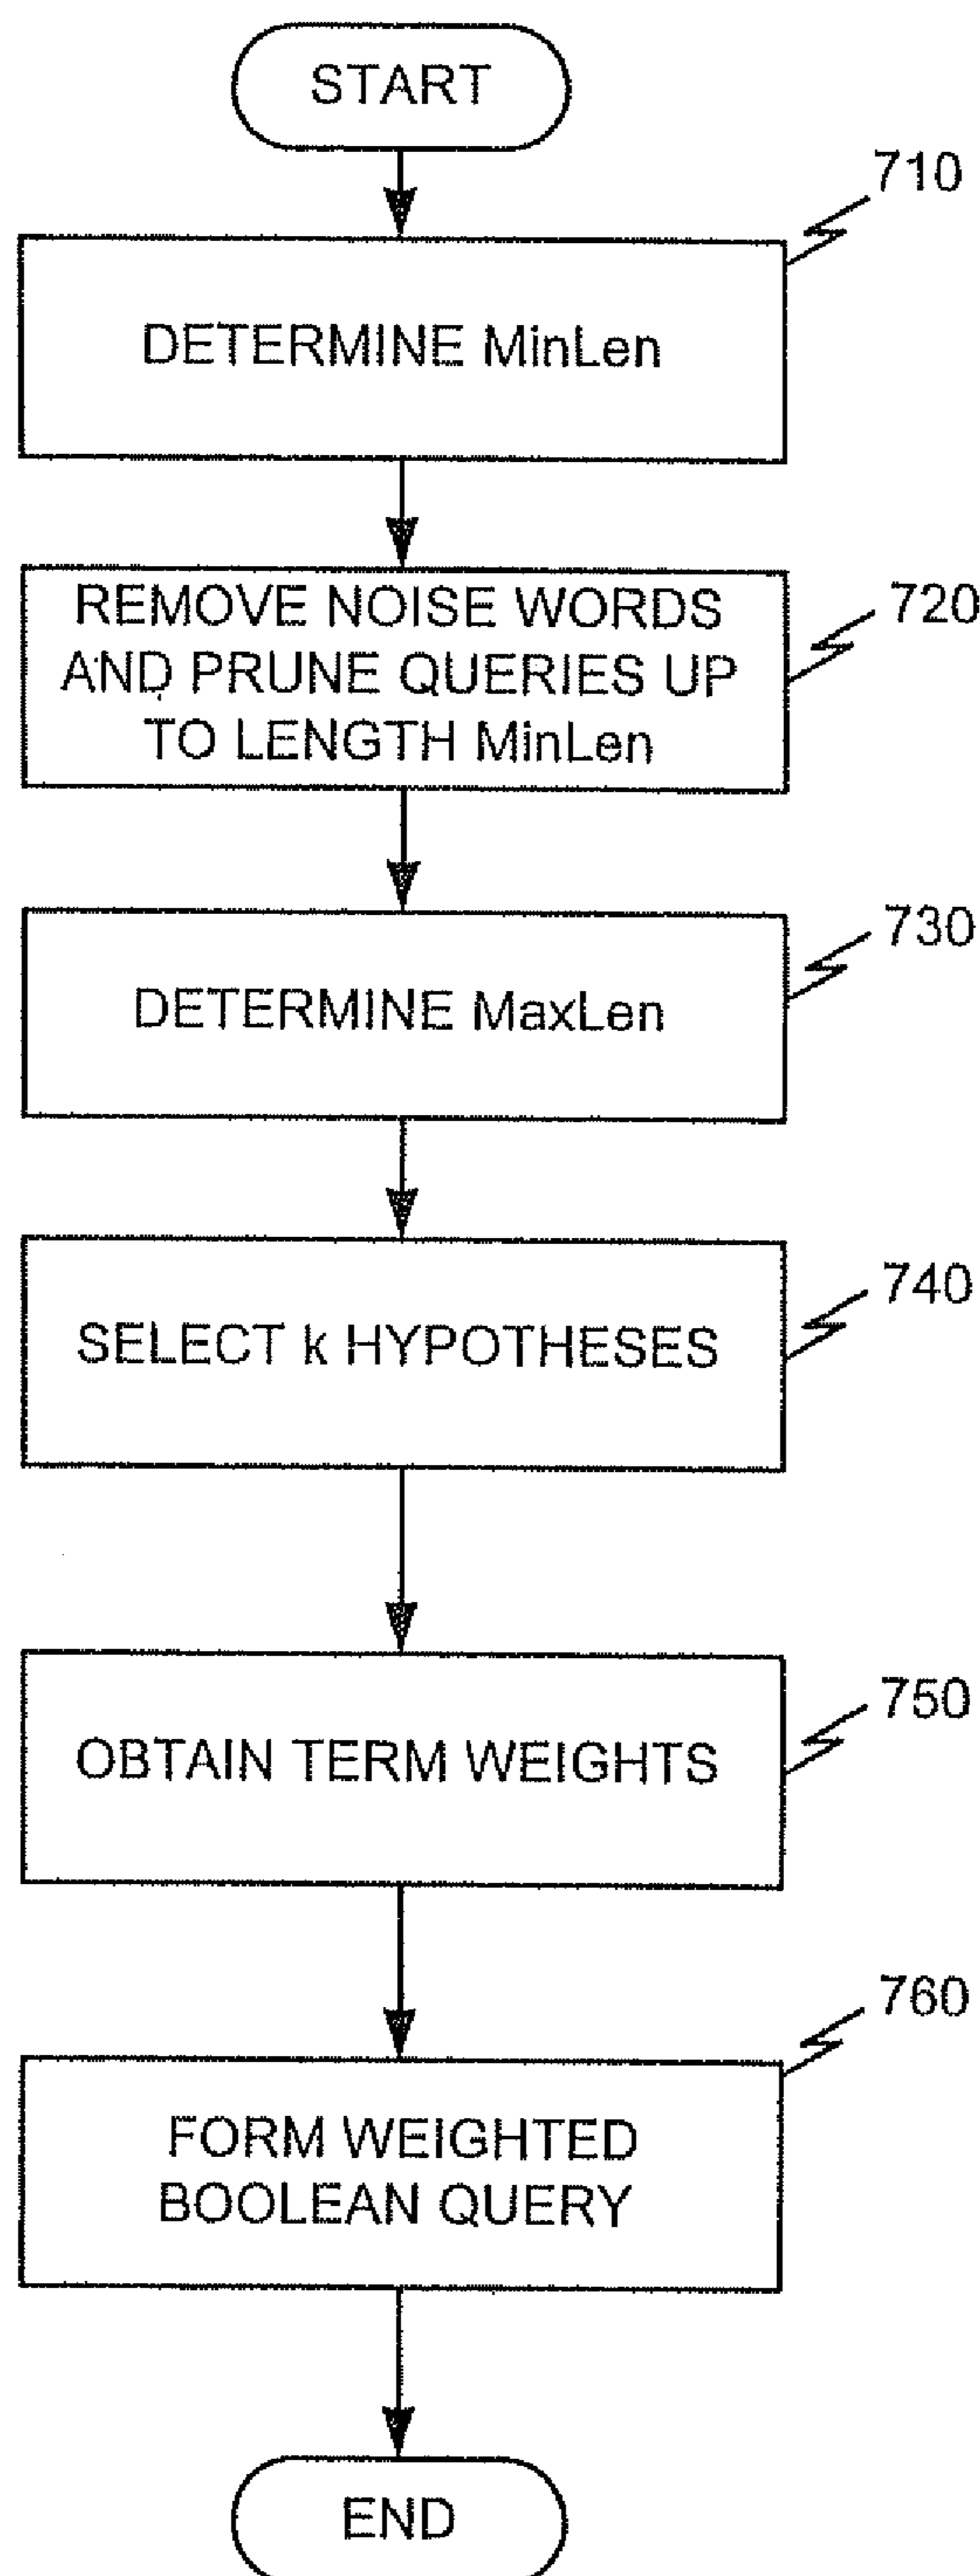 START
710
DETERMINE MinLen
REMOVE NOISE WORDS
AND PRUNE QUERIES UP
TO LENGTH MinLen
720
DETERMINE MaxLen
730
SELECT k HYPOTHESES
740
OBTAIN TERM WEIGHTS
750
FORM WEIGHTED
BOOLEAN QUERY
760
END